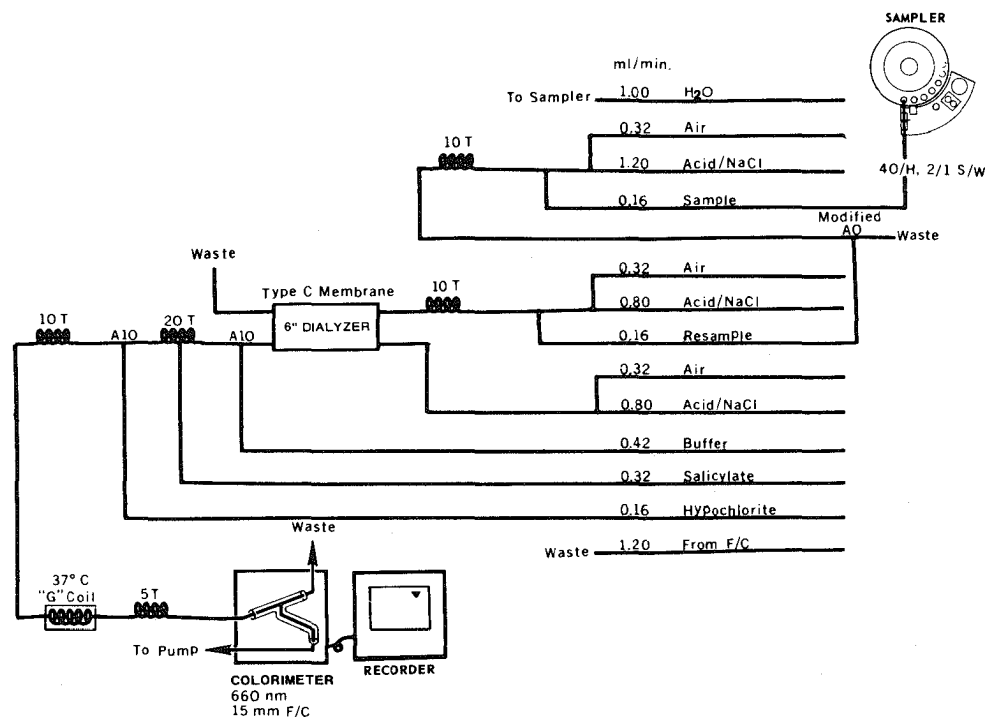 SAMPLER
ml/min.
To Sampler 1.00 H2O
0.32 Air
10 T
1.20 Acid/NaCl
40/H, 2/1 S/W
0.16 Sample
Modified
AO
Waste
Waste
0.32 Air
Type C Membrane
10 T
0.80 Acid/NaCl
6" DIALYZER
10 T
20 T
A10
A10
0.16 Resample
0.32 Air
0.80 Acid/NaCl
0.42 Buffer
0.32 Salicylate
0.16 Hypochlorite
Waste
Waste 1.20 From F/C
37° C
"G" Coil
5T
To Pump
COLORIMETER
660 nm
15 mm F/C
RECORDER